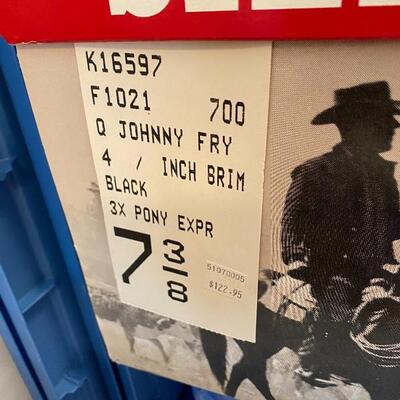 K16597
F1021 700
Q JOHNNY FRY
4 / INCH BRIM
BLACK
3X PONY EXPR
7 3/8
51070005
$122.95